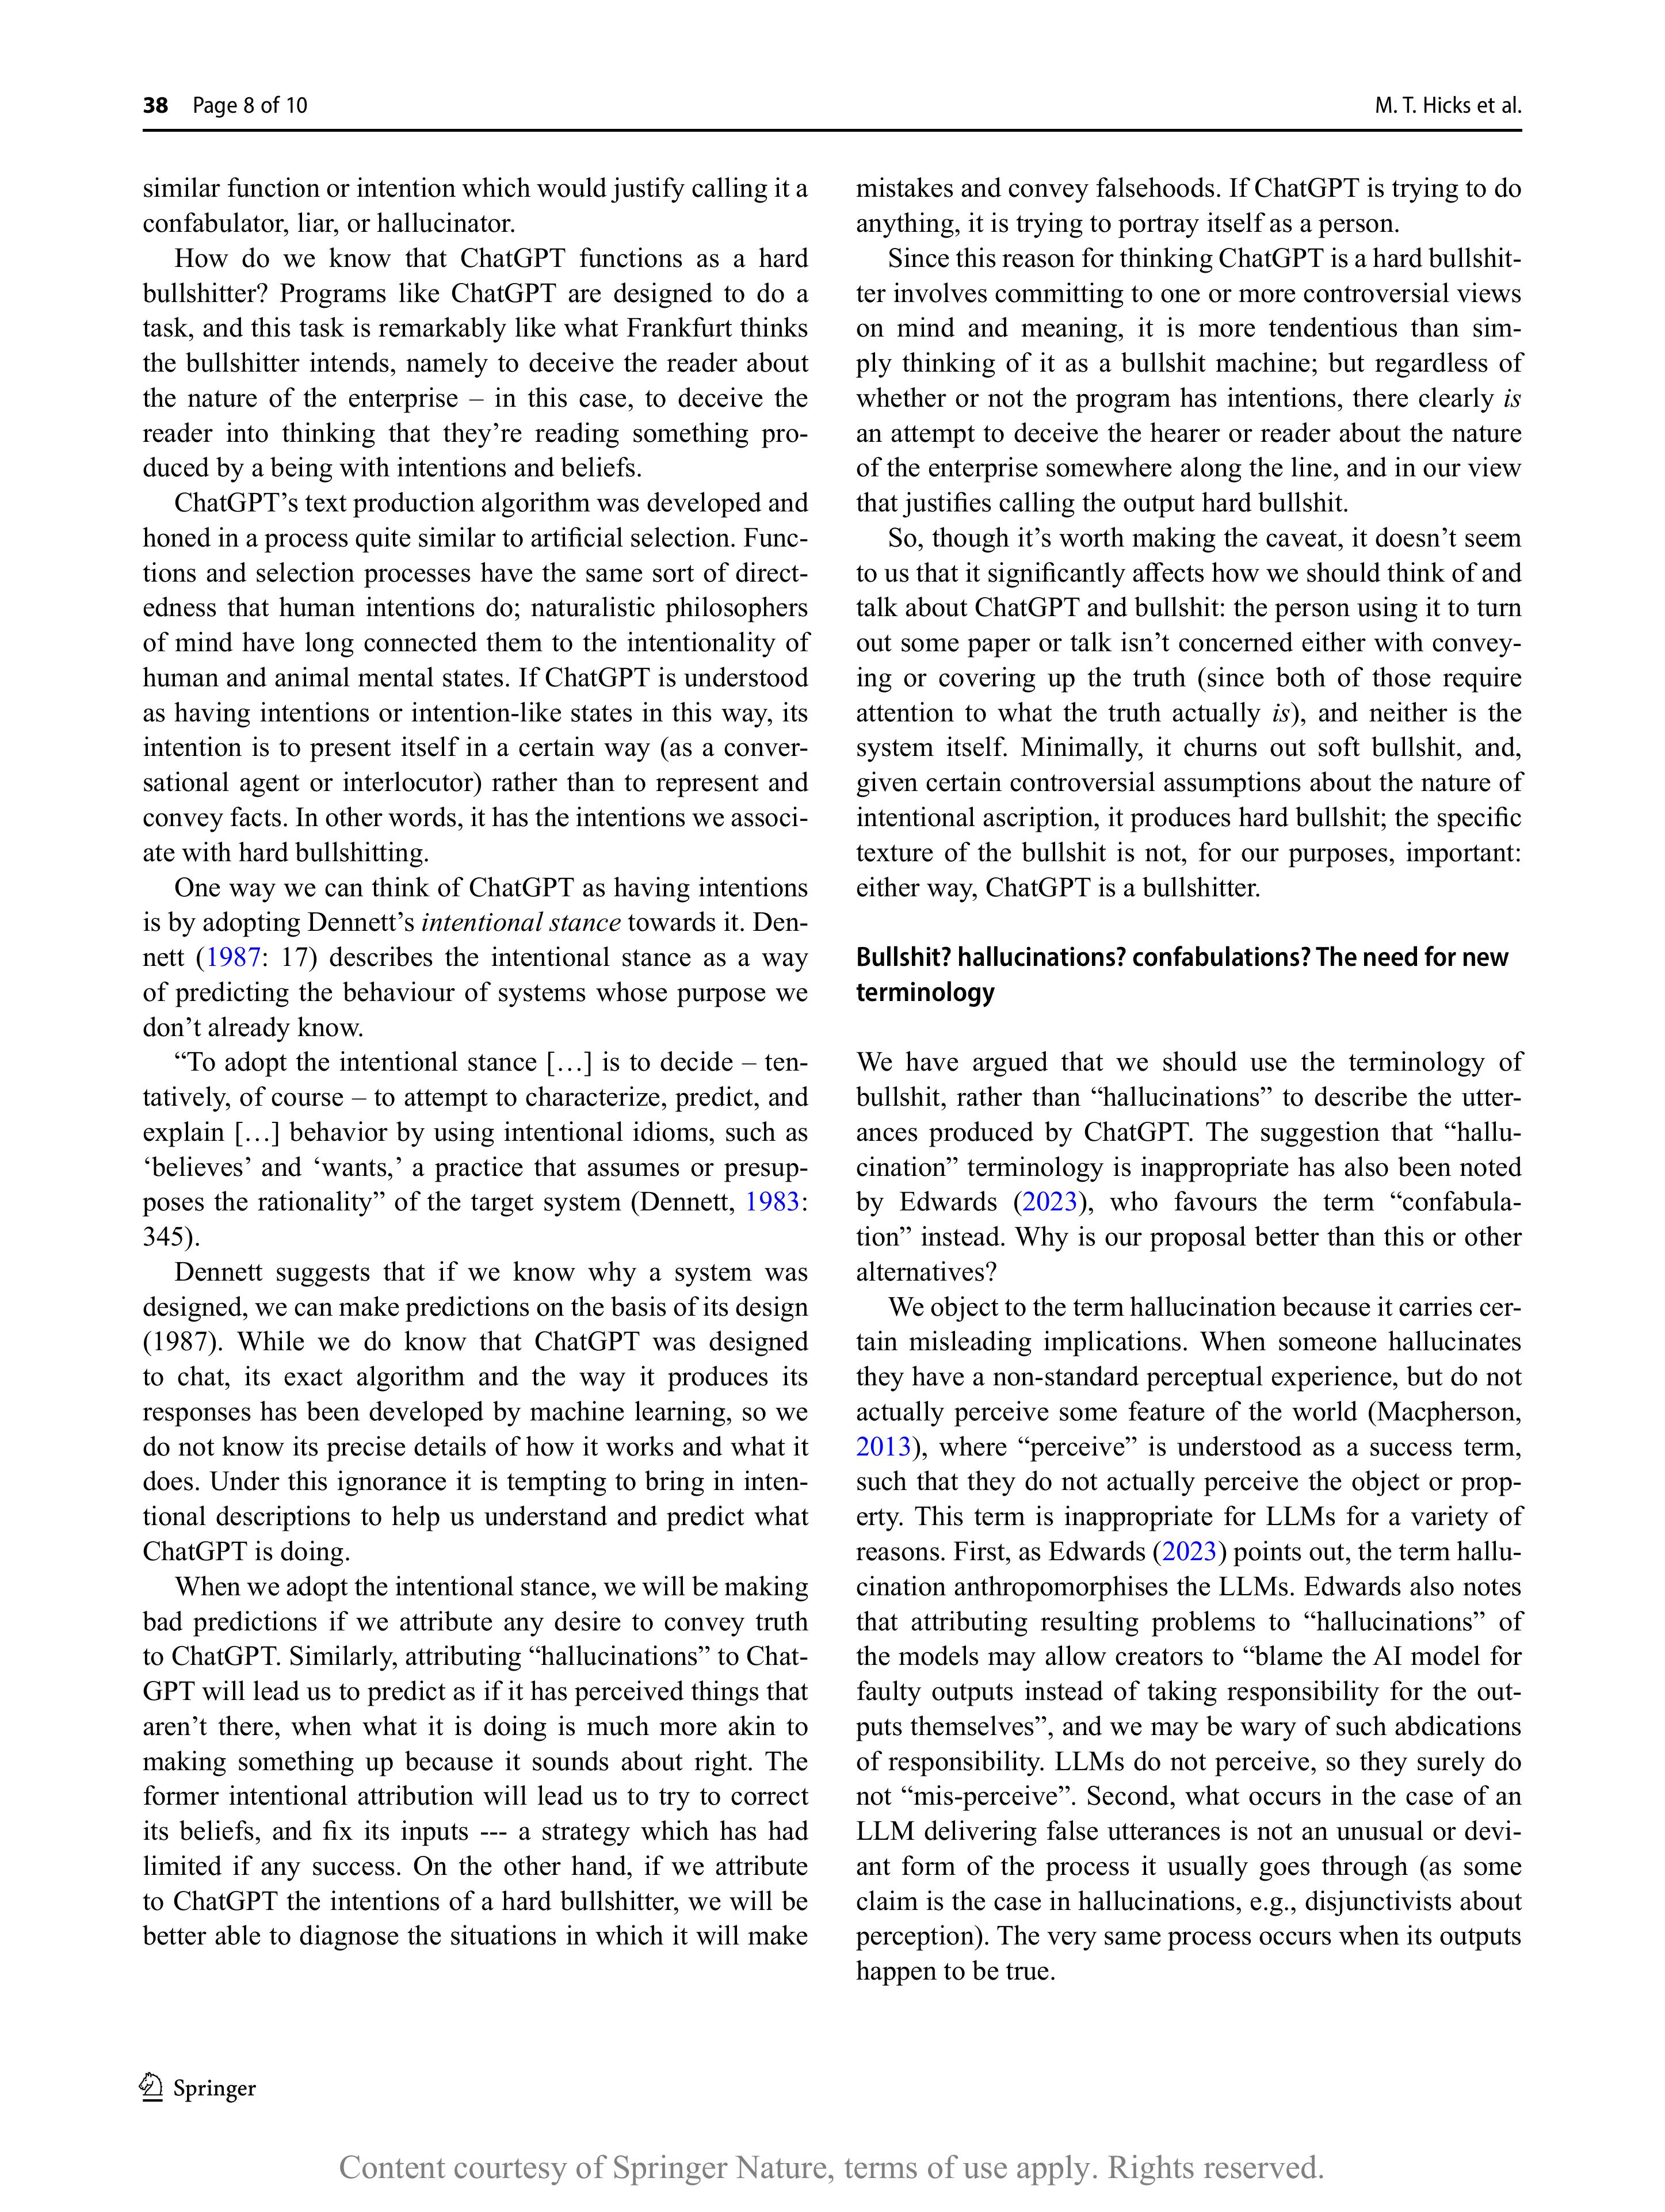 38 Page 8 of 10
M. T. Hicks et al.
similar function or intention which would justify calling it a
confabulator, liar, or hallucinator.
How do we know that ChatGPT functions as a hard
bullshitter? Programs like ChatGPT are designed to do a
task, and this task is remarkably like what Frankfurt thinks
the bullshitter intends, namely to deceive the reader about
the nature of the enterprise – in this case, to deceive the
reader into thinking that they’re reading something pro-
duced by a being with intentions and beliefs.
ChatGPT’s text production algorithm was developed and
honed in a process quite similar to artificial selection. Func-
tions and selection processes have the same sort of direct-
edness that human intentions do; naturalistic philosophers
of mind have long connected them to the intentionality of
human and animal mental states. If ChatGPT is understood
as having intentions or intention-like states in this way, its
intention is to present itself in a certain way (as a conver-
sational agent or interlocutor) rather than to represent and
convey facts. In other words, it has the intentions we associ-
ate with hard bullshitting.
One way we can think of ChatGPT as having intentions
is by adopting Dennett’s intentional stance towards it. Den-
nett (1987: 17) describes the intentional stance as a way
of predicting the behaviour of systems whose purpose we
don’t already know.
“To adopt the intentional stance […] is to decide – ten-
tatively, of course – to attempt to characterize, predict, and
explain […] behavior by using intentional idioms, such as
‘believes’ and ‘wants,’ a practice that assumes or presup-
poses the rationality” of the target system (Dennett, 1983:
345).
Dennett suggests that if we know why a system was
designed, we can make predictions on the basis of its design
(1987). While we do know that ChatGPT was designed
to chat, its exact algorithm and the way it produces its
responses has been developed by machine learning, so we
do not know its precise details of how it works and what it
does. Under this ignorance it is tempting to bring in inten-
tional descriptions to help us understand and predict what
ChatGPT is doing.
When we adopt the intentional stance, we will be making
bad predictions if we attribute any desire to convey truth
to ChatGPT. Similarly, attributing “hallucinations” to Chat-
GPT will lead us to predict as if it has perceived things that
aren’t there, when what it is doing is much more akin to
making something up because it sounds about right. The
former intentional attribution will lead us to try to correct
its beliefs, and fix its inputs --- a strategy which has had
limited if any success. On the other hand, if we attribute
to ChatGPT the intentions of a hard bullshitter, we will be
better able to diagnose the situations in which it will make
mistakes and convey falsehoods. If ChatGPT is trying to do
anything, it is trying to portray itself as a person.
Since this reason for thinking ChatGPT is a hard bullshit-
ter involves committing to one or more controversial views
on mind and meaning, it is more tendentious than sim-
ply thinking of it as a bullshit machine; but regardless of
whether or not the program has intentions, there clearly is
an attempt to deceive the hearer or reader about the nature
of the enterprise somewhere along the line, and in our view
that justifies calling the output hard bullshit.
So, though it’s worth making the caveat, it doesn’t seem
to us that it significantly affects how we should think of and
talk about ChatGPT and bullshit: the person using it to turn
out some paper or talk isn’t concerned either with convey-
ing or covering up the truth (since both of those require
attention to what the truth actually is), and neither is the
system itself. Minimally, it churns out soft bullshit, and,
given certain controversial assumptions about the nature of
intentional ascription, it produces hard bullshit; the specific
texture of the bullshit is not, for our purposes, important:
either way, ChatGPT is a bullshitter.
Bullshit? hallucinations? confabulations? The need for new
terminology
We have argued that we should use the terminology of
bullshit, rather than “hallucinations” to describe the utter-
ances produced by ChatGPT. The suggestion that “hallu-
cination” terminology is inappropriate has also been noted
by Edwards (2023), who favours the term “confabula-
tion” instead. Why is our proposal better than this or other
alternatives?
We object to the term hallucination because it carries cer-
tain misleading implications. When someone hallucinates
they have a non-standard perceptual experience, but do not
actually perceive some feature of the world (Macpherson,
2013), where “perceive” is understood as a success term,
such that they do not actually perceive the object or prop-
erty. This term is inappropriate for LLMs for a variety of
reasons. First, as Edwards (2023) points out, the term hallu-
cination anthropomorphises the LLMs. Edwards also notes
that attributing resulting problems to “hallucinations” of
the models may allow creators to “blame the AI model for
faulty outputs instead of taking responsibility for the out-
puts themselves”, and we may be wary of such abdications
of responsibility. LLMs do not perceive, so they surely do
not “mis-perceive”. Second, what occurs in the case of an
LLM delivering false utterances is not an unusual or devi-
ant form of the process it usually goes through (as some
claim is the case in hallucinations, e.g., disjunctivists about
perception). The very same process occurs when its outputs
happen to be true.
Springer
Content courtesy of Springer Nature, terms of use apply. Rights reserved.